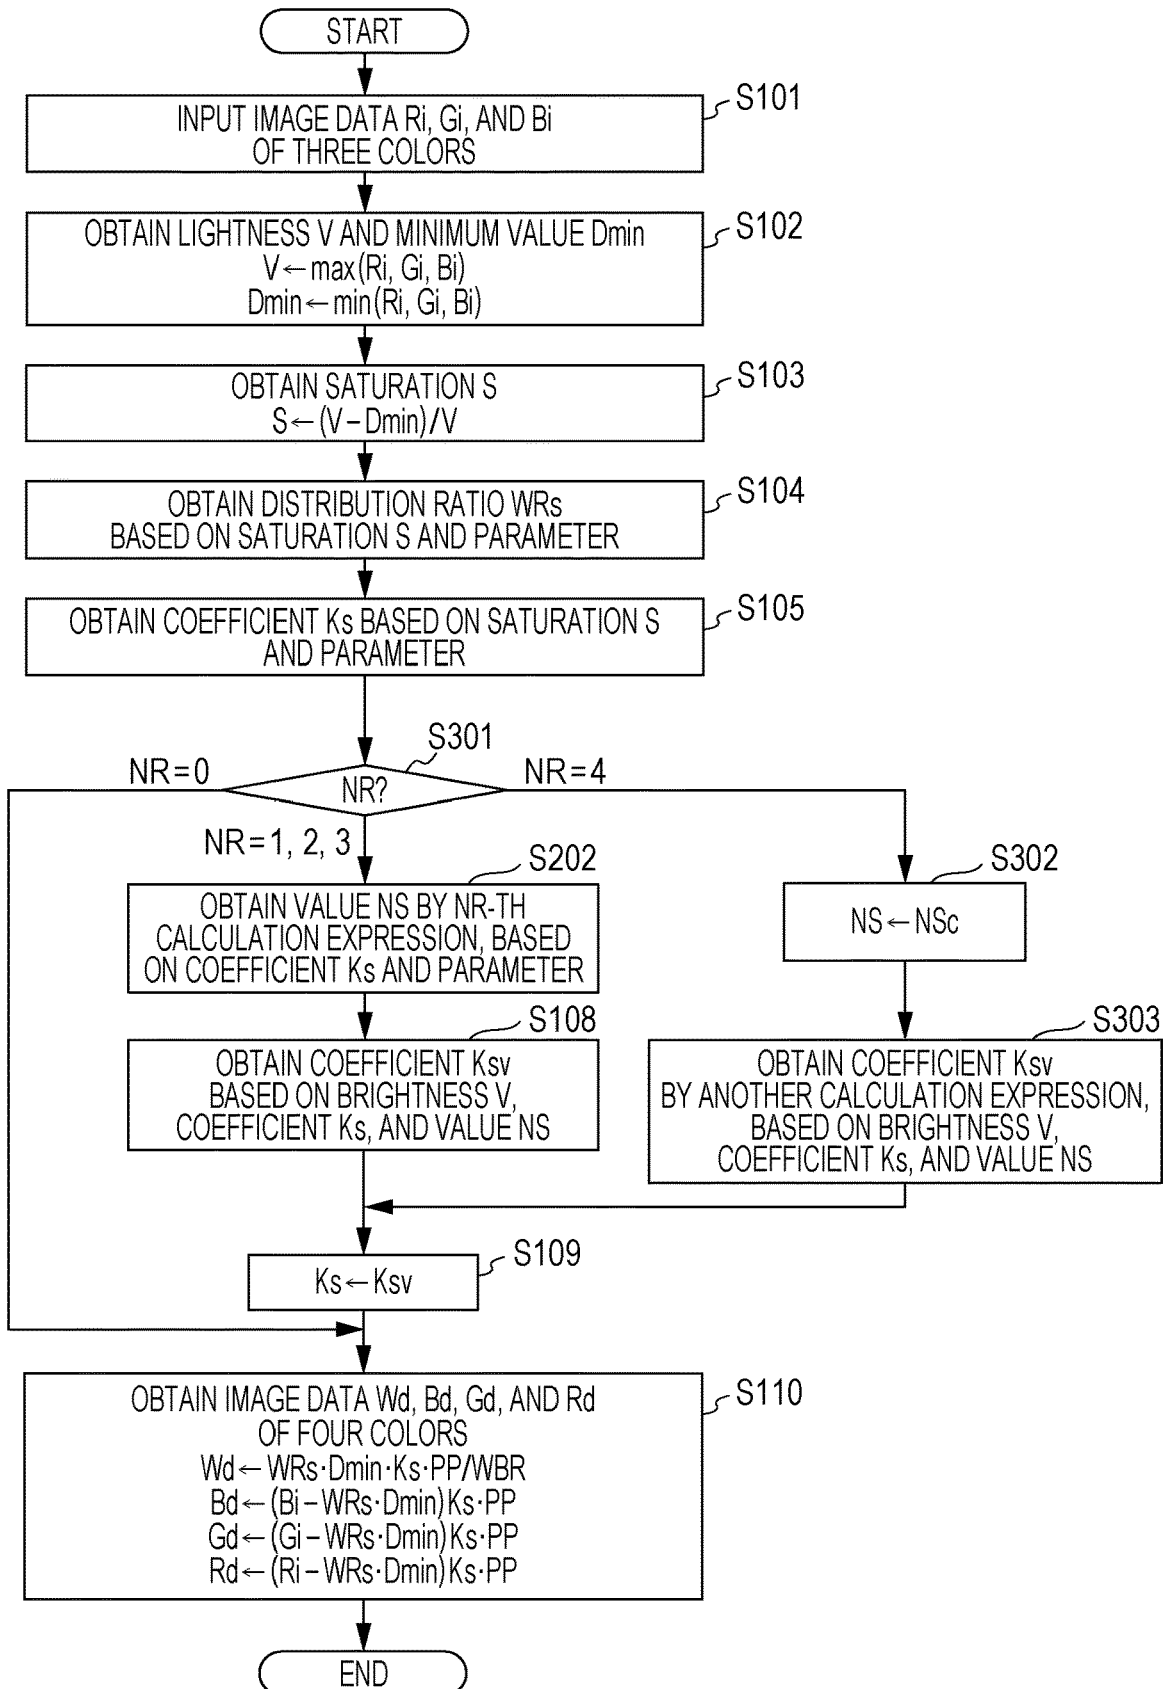 START
S101
INPUT IMAGE DATA Ri, Gi, AND Bi
OF THREE COLORS
S102
OBTAIN LIGHTNESS V AND MINIMUM VALUE Dmin
V←max(Ri, Gi, Bi)
Dmin←min(Ri, Gi, Bi)
S103
OBTAIN SATURATION S
S←(V−Dmin)/V
S104
OBTAIN DISTRIBUTION RATIO WRs
BASED ON SATURATION S AND PARAMETER
S105
OBTAIN COEFFICIENT Ks BASED ON SATURATION S
AND PARAMETER
S301
NR=0
NR?
NR=4
NR=1, 2, 3
S202
OBTAIN VALUE NS BY NR-TH
CALCULATION EXPRESSION, BASED
ON COEFFICIENT Ks AND PARAMETER
S302
NS←NSc
S108
OBTAIN COEFFICIENT Ksv
BASED ON BRIGHTNESS V,
COEFFICIENT Ks, AND VALUE NS
S303
OBTAIN COEFFICIENT Ksv
BY ANOTHER CALCULATION EXPRESSION,
BASED ON BRIGHTNESS V,
COEFFICIENT Ks, AND VALUE NS
S109
Ks←Ksv
S110
OBTAIN IMAGE DATA Wd, Bd, Gd, AND Rd
OF FOUR COLORS
Wd←WRs·Dmin·Ks·PP/WBR
Bd←(Bi−WRs·Dmin)Ks·PP
Gd←(Gi−WRs·Dmin)Ks·PP
Rd←(Ri−WRs·Dmin)Ks·PP
END